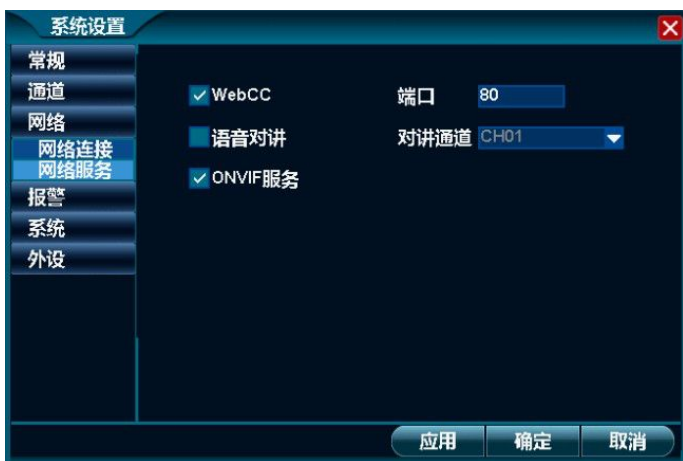 系统设置
常规
通道
网络
网络连接
网络服务
报警
系统
外设
WebCC 端口 80
语音对讲 对讲通道 CH01
ONVIF服务
应用 确定 取消